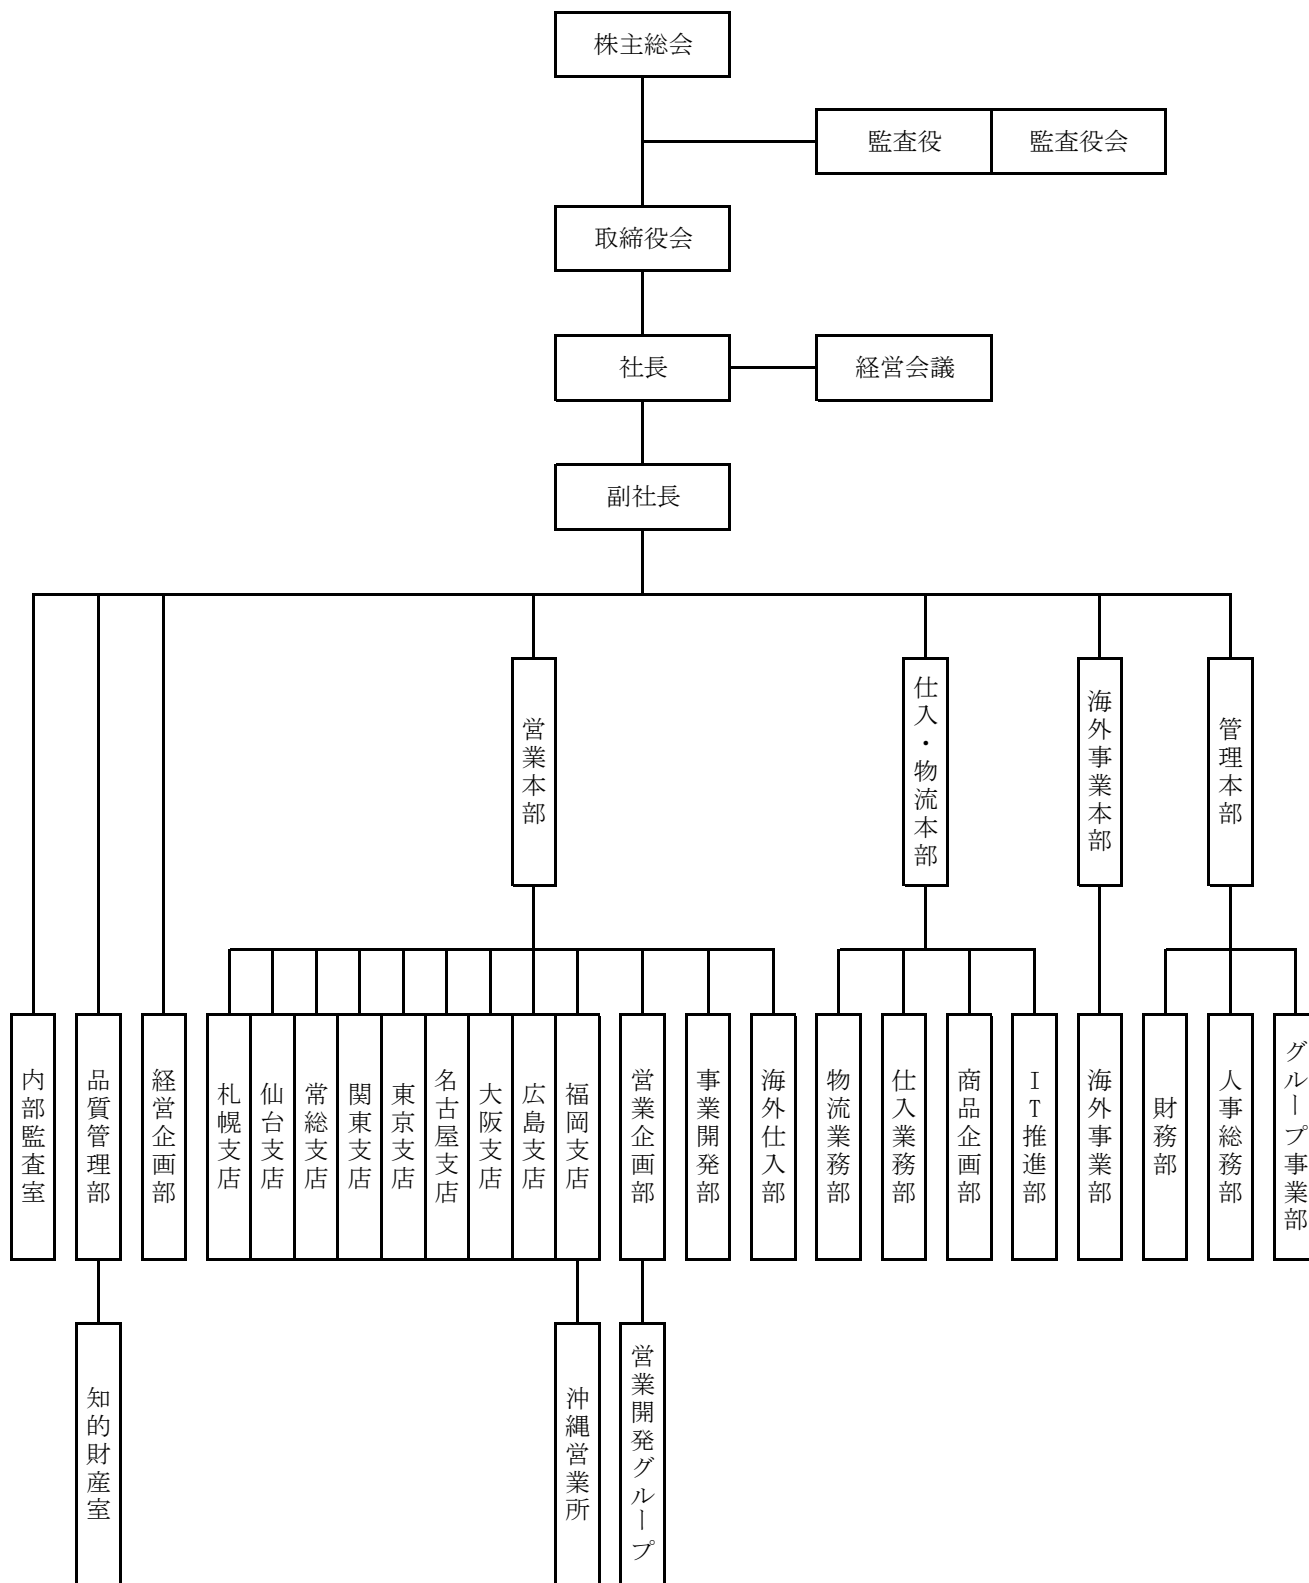 株主総会
監査役
監査役会
取締役会
社長
経営会議
副社長
営業本部
仕入・物流本部
海外事業本部
管理本部
内部監査室
品質管理部
経営企画部
札幌支店
仙台支店
常総支店
関東支店
東京支店
名古屋支店
大阪支店
広島支店
福岡支店
営業企画部
事業開発部
海外仕入部
物流業務部
仕入業務部
商品企画部
IT推進部
海外事業部
財務部
人事総務部
グループ事業部
知的財産室
沖縄営業所
営業開発グループ